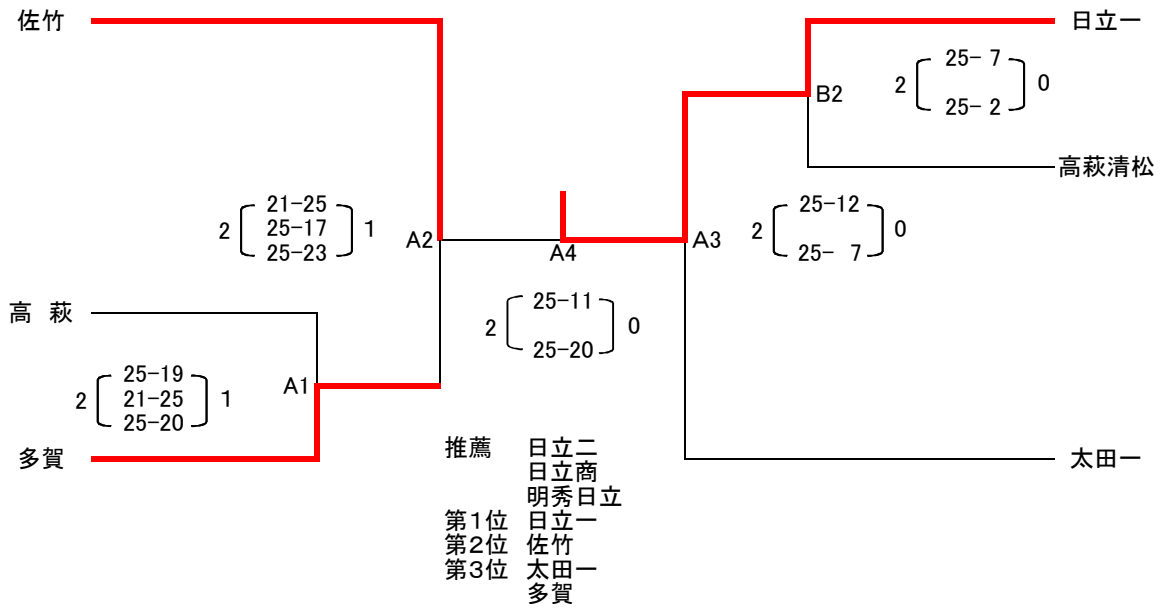 佐竹
日立一
25- 7
2 0
25- 2
B2
高萩清松
21-25
2 25-17 1
25-23
A2
A4
A3
25-12
2 0
25- 7
高 萩
25-11
2 0
25-20
25-19
2 21-25 1
25-20
A1
多賀
太田一
推薦 日立二
日立商
明秀日立
第1位 日立一
第2位 佐竹
第3位 太田一
多賀